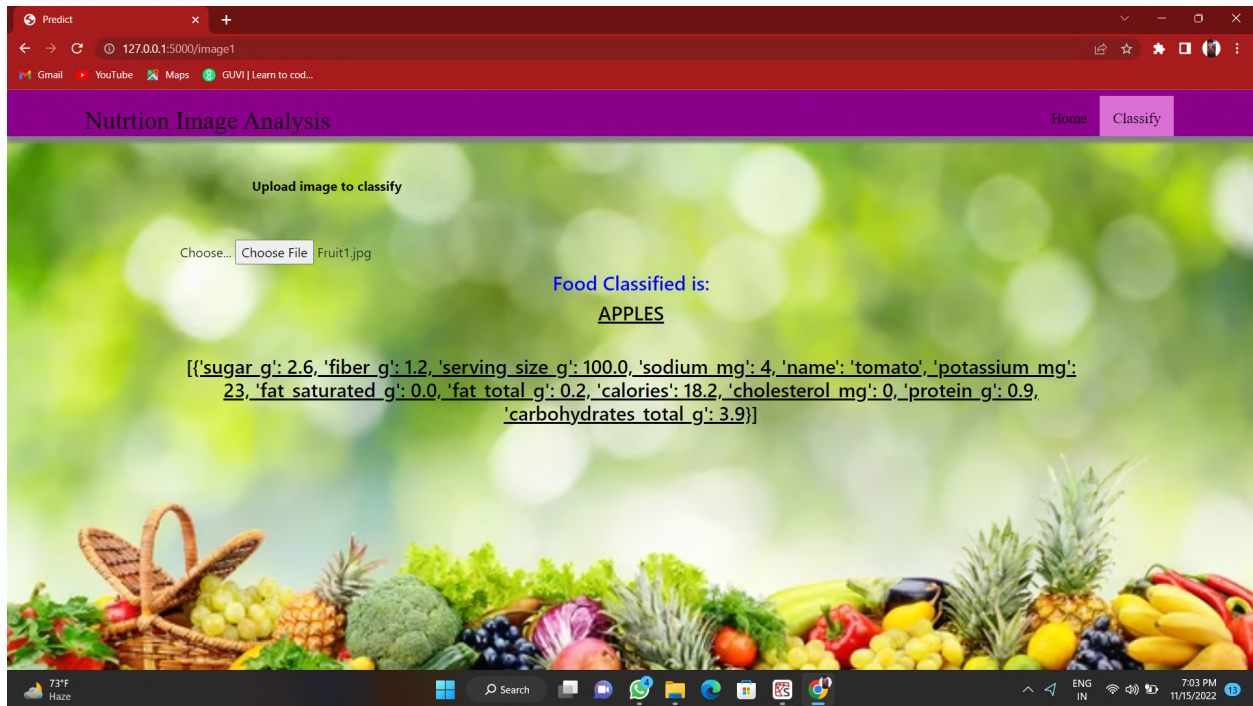 Predict
127.0.0.1:5000/image1
Gmail YouTube Maps GUVI | Learn to cod...
Nutrtion Image Analysis Home Classify
Upload image to classify
Choose... Choose File Fruit1.jpg
Food Classified is:
APPLES
[{'sugar_g': 2.6, 'fiber_g': 1.2, 'serving_size_g': 100.0, 'sodium_mg': 4, 'name': 'tomato', 'potassium_mg':
23, 'fat_saturated_g': 0.0, 'fat_total_g': 0.2, 'calories': 18.2, 'cholesterol_mg': 0, 'protein_g': 0.9,
'carbohydrates_total_g': 3.9}]
73°F
Haze
Search
4
ENG
IN
7:03 PM
11/15/2022
13